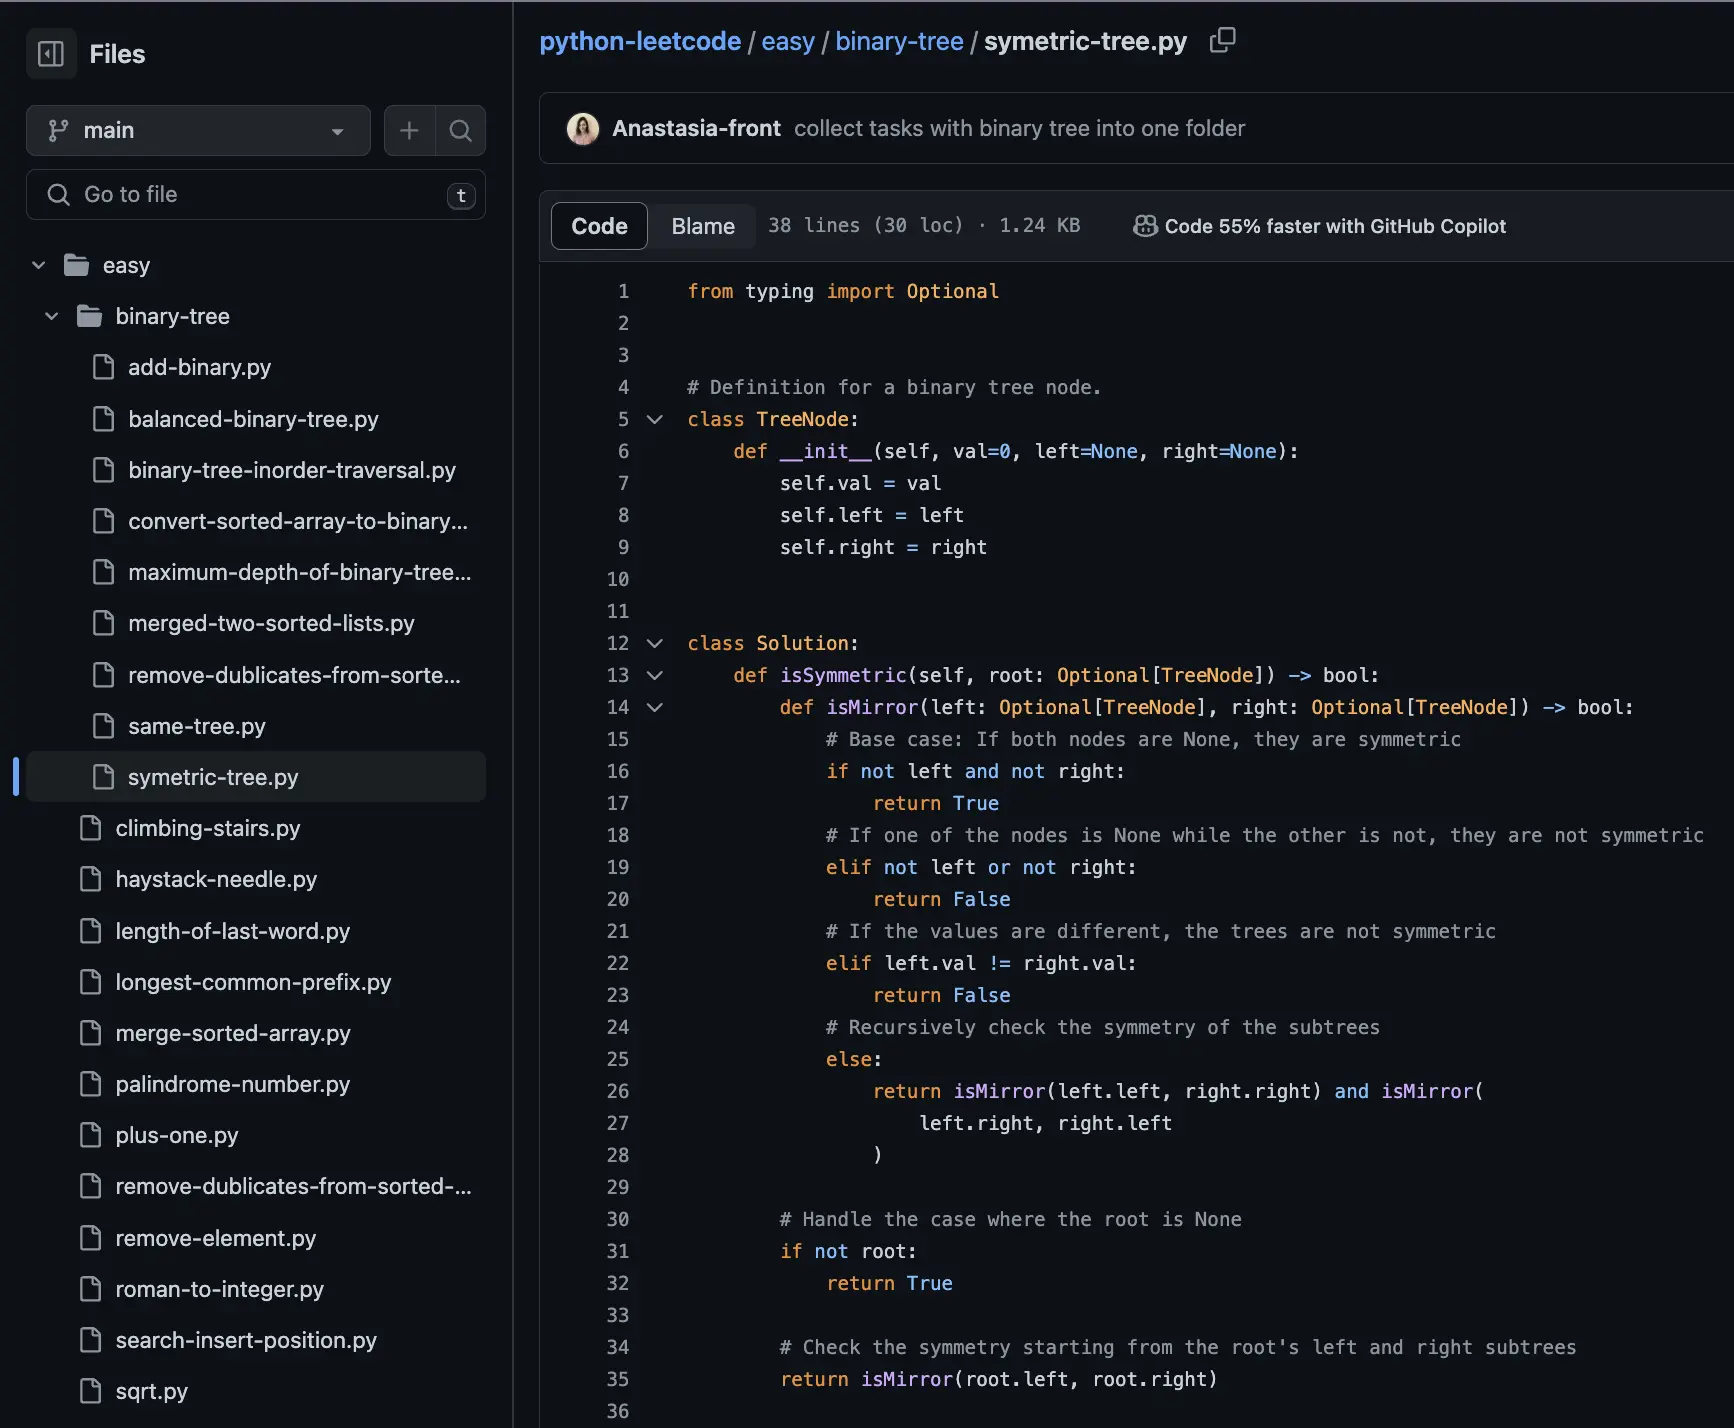 Files
main
Go to file
t
easy
binary-tree
add-binary.py
balanced-binary-tree.py
binary-tree-inorder-traversal.py
convert-sorted-array-to-binary...
maximum-depth-of-binary-tree...
merged-two-sorted-lists.py
remove-dublicates-from-sorte...
same-tree.py
symetric-tree.py
climbing-stairs.py
haystack-needle.py
length-of-last-word.py
longest-common-prefix.py
merge-sorted-array.py
palindrome-number.py
plus-one.py
remove-dublicates-from-sorted-...
remove-element.py
roman-to-integer.py
search-insert-position.py
sqrt.py
python-leetcode / easy / binary-tree / symetric-tree.py
Anastasia-front collect tasks with binary tree into one folder
Code Blame 38 lines (30 loc) · 1.24 KB Code 55% faster with GitHub Copilot
1 from typing import Optional
2
3
4 # Definition for a binary tree node.
5 class TreeNode:
6     def __init__(self, val=0, left=None, right=None):
7         self.val = val
8         self.left = left
9         self.right = right
10
11
12 class Solution:
13     def isSymmetric(self, root: Optional[TreeNode]) -> bool:
14         def isMirror(left: Optional[TreeNode], right: Optional[TreeNode]) -> bool:
15             # Base case: If both nodes are None, they are symmetric
16             if not left and not right:
17                 return True
18             # If one of the nodes is None while the other is not, they are not symmetric
19             elif not left or not right:
20                 return False
21             # If the values are different, the trees are not symmetric
22             elif left.val != right.val:
23                 return False
24             # Recursively check the symmetry of the subtrees
25             else:
26                 return isMirror(left.left, right.right) and isMirror(
27                     left.right, right.left
28                 )
29
30         # Handle the case where the root is None
31         if not root:
32             return True
33
34         # Check the symmetry starting from the root's left and right subtrees
35         return isMirror(root.left, root.right)
36